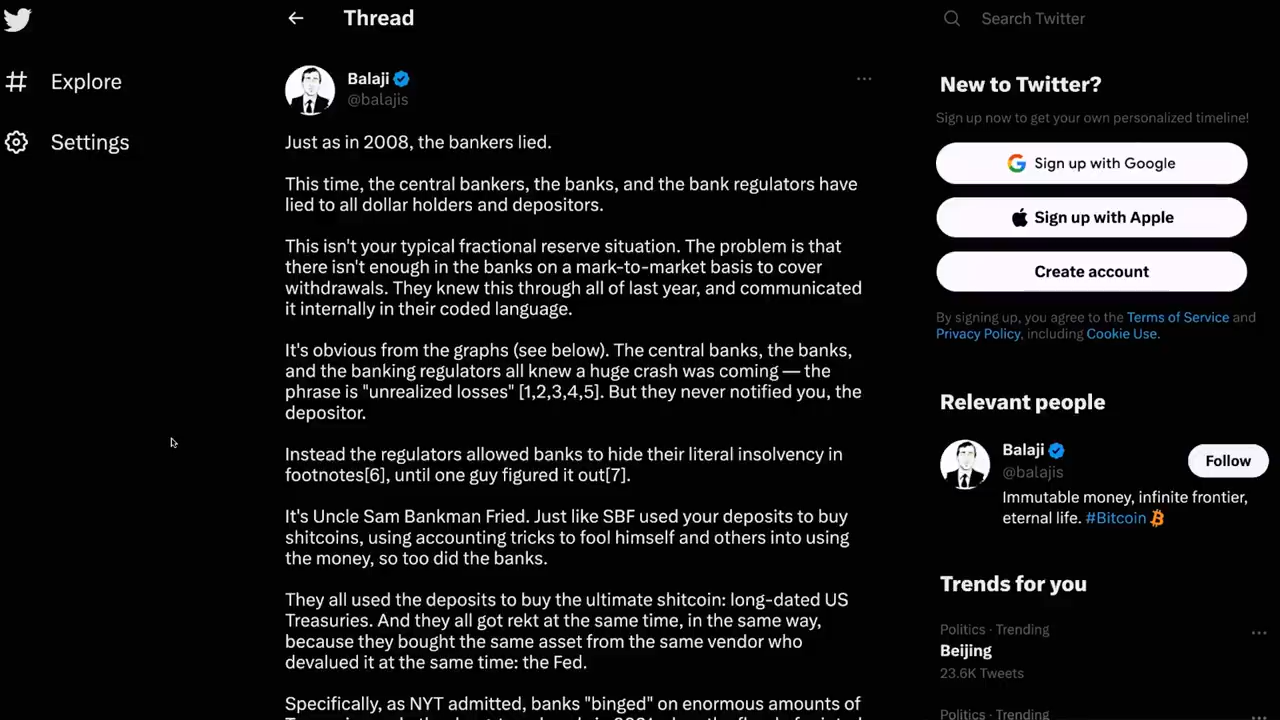 Explore
Settings
Thread
Balaji
@balajis
Just as in 2008, the bankers lied.
This time, the central bankers, the banks, and the bank regulators have
lied to all dollar holders and depositors.
This isn't your typical fractional reserve situation. The problem is that
there isn't enough in the banks on a mark-to-market basis to cover
withdrawals. They knew this through all of last year, and communicated
it internally in their coded language.
It's obvious from the graphs (see below). The central banks, the banks,
and the banking regulators all knew a huge crash was coming — the
phrase is "unrealized losses" [1,2,3,4,5]. But they never notified you, the
depositor.
Instead the regulators allowed banks to hide their literal insolvency in
footnotes[6], until one guy figured it out[7].
It's Uncle Sam Bankman Fried. Just like SBF used your deposits to buy
shitcoins, using accounting tricks to fool himself and others into using
the money, so too did the banks.
They all used the deposits to buy the ultimate shitcoin: long-dated US
Treasuries. And they all got rekt at the same time, in the same way,
because they bought the same asset from the same vendor who
devalued it at the same time: the Fed.
Specifically, as NYT admitted, banks "binged" on enormous amounts of
Search Twitter
New to Twitter?
Sign up now to get your own personalized timeline!
Sign up with Google
Sign up with Apple
Create account
By signing up, you agree to the Terms of Service and
Privacy Policy, including Cookie Use.
Relevant people
Balaji
@balajis
Follow
Immutable money, infinite frontier,
eternal life. #Bitcoin
Trends for you
Politics · Trending
Beijing
23.6K Tweets
Politics · Trending